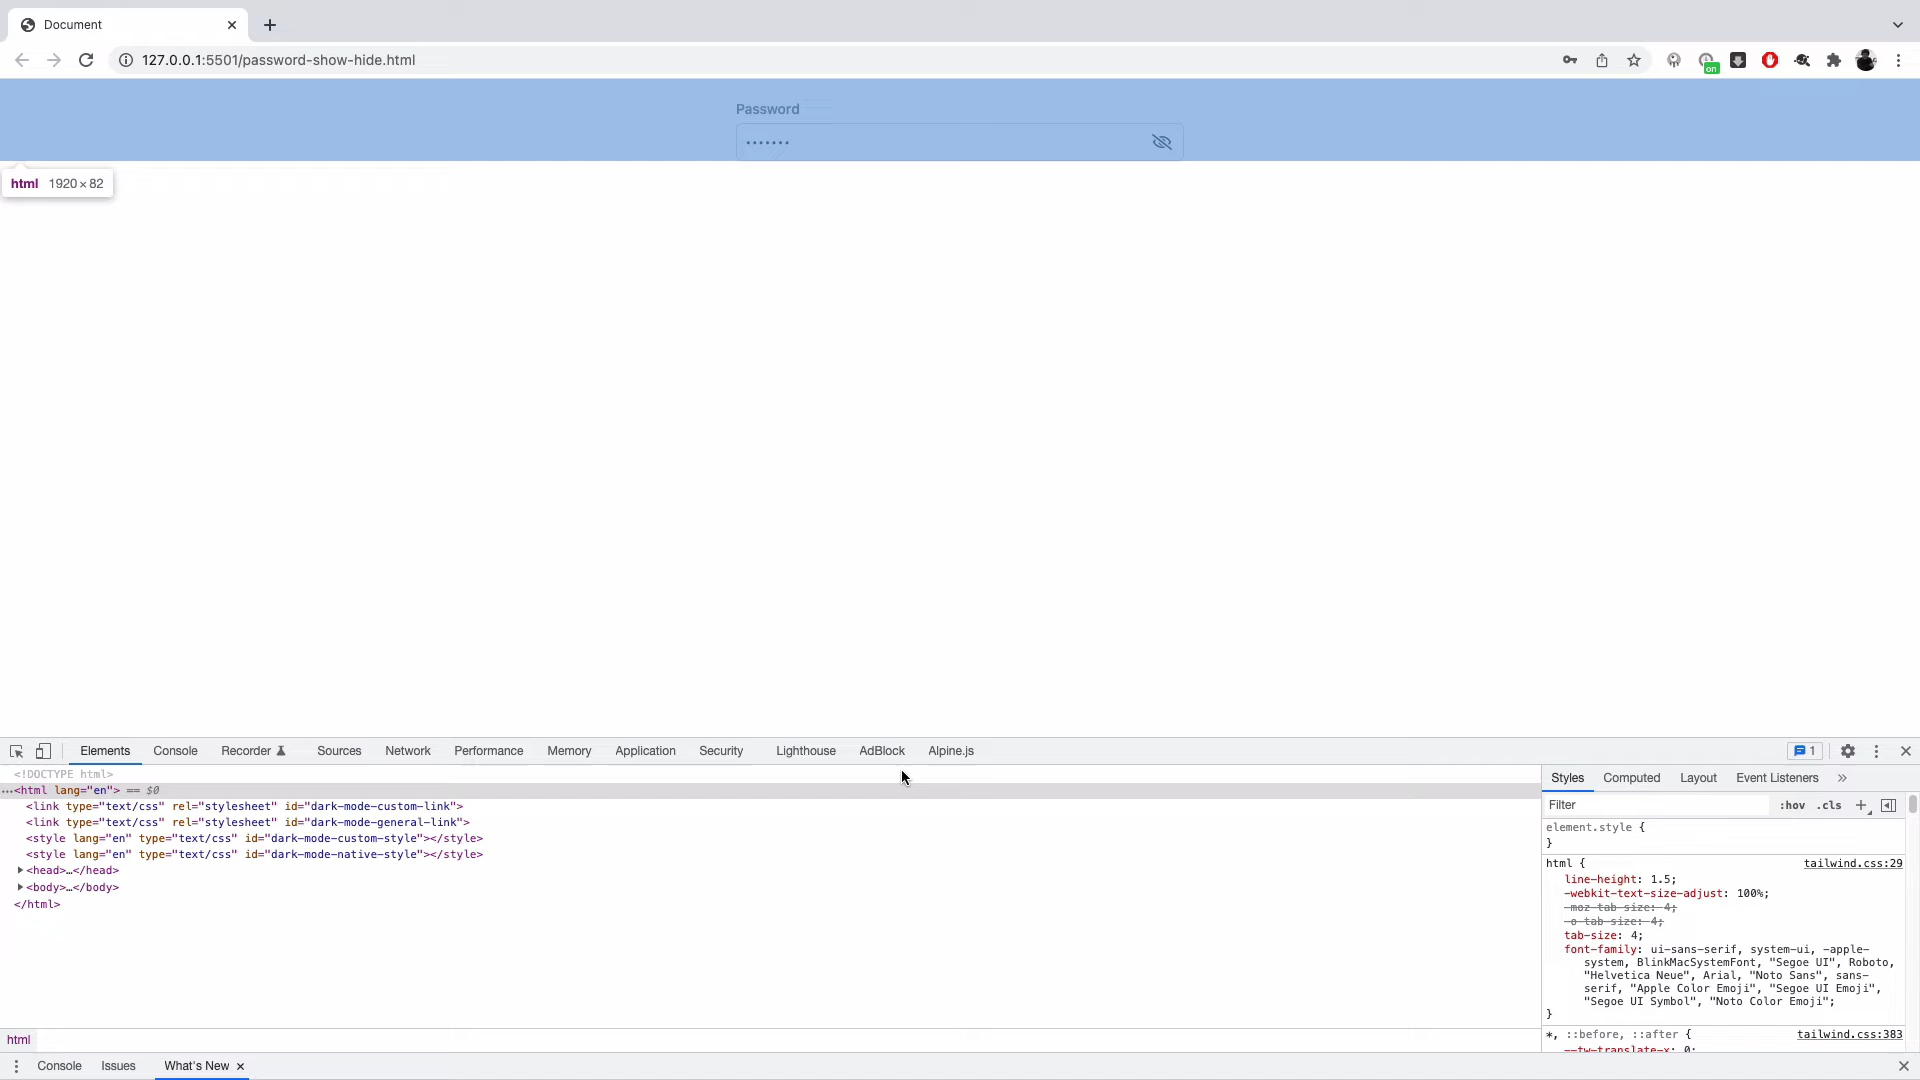 Document
127.0.0.1:5501/password-show-hide.html
on
Password
•••••••
html 1920 × 82
Elements Console Recorder Sources Network Performance Memory Application Security Lighthouse AdBlock Alpine.js 1
<!DOCTYPE html>
…<html lang="en"> == $0
<link type="text/css" rel="stylesheet" id="dark-mode-custom-link">
<link type="text/css" rel="stylesheet" id="dark-mode-general-link">
<style lang="en" type="text/css" id="dark-mode-custom-style"></style>
<style lang="en" type="text/css" id="dark-mode-native-style"></style>
<head>…</head>
<body>…</body>
</html>
Styles Computed Layout Event Listeners »
Filter :hov .cls +
element.style {
}
html { tailwind.css:29
line-height: 1.5;
-webkit-text-size-adjust: 100%;
-moz-tab-size: 4;
-o-tab-size: 4;
tab-size: 4;
font-family: ui-sans-serif, system-ui, -apple-
system, BlinkMacSystemFont, "Segoe UI", Roboto,
"Helvetica Neue", Arial, "Noto Sans", sans-
serif, "Apple Color Emoji", "Segoe UI Emoji",
"Segoe UI Symbol", "Noto Color Emoji";
}
*, ::before, ::after { tailwind.css:383
--tw-translate-x: 0;
html
Console Issues What's New